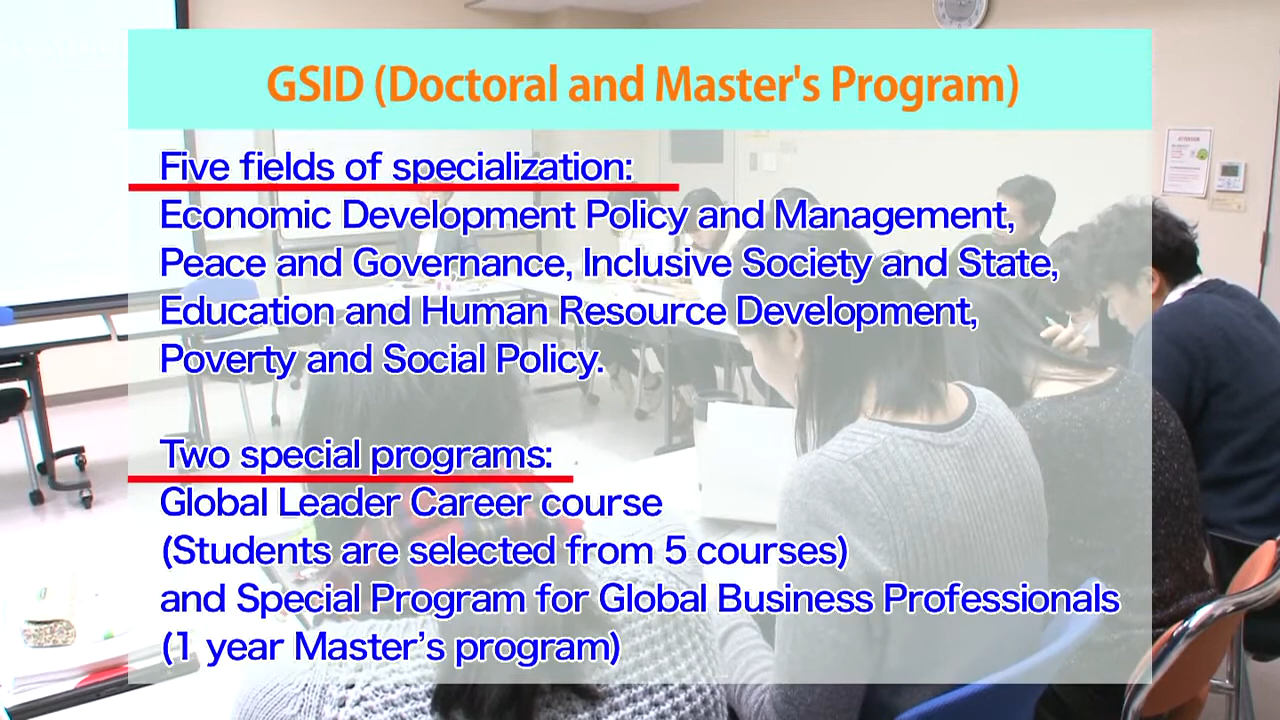 GSID (Doctoral and Master's Program)
Five fields of specialization:
Economic Development Policy and Management,
Peace and Governance, Inclusive Society and State,
Education and Human Resource Development,
Poverty and Social Policy.
Two special programs:
Global Leader Career course
(Students are selected from 5 courses)
and Special Program for Global Business Professionals
(1 year Master’s program)
ATTENTION